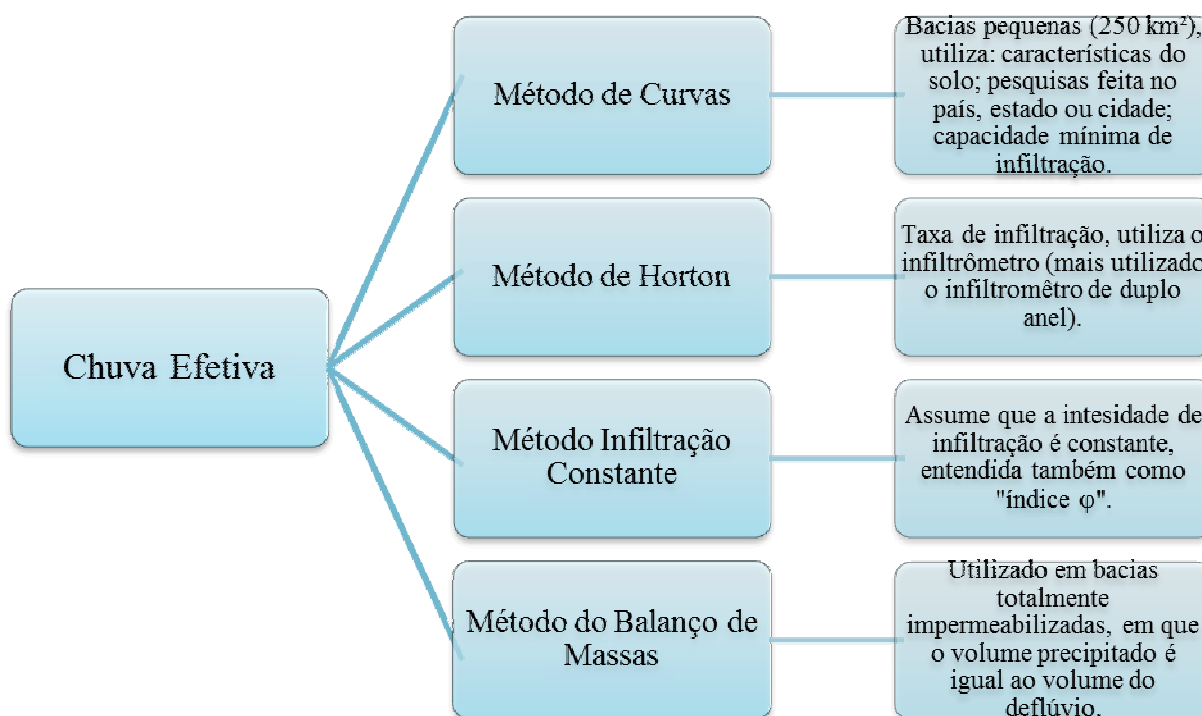 Chuva Efetiva
Método de Curvas
Bacias pequenas (250 km²),
utiliza: características do
solo; pesquisas feita no
país, estado ou cidade;
capacidade mínima de
infiltração.
Método de Horton
Taxa de infiltração, utiliza o
infiltrômetro (mais utilizado
o infiltromêtro de duplo
anel).
Método Infiltração
Constante
Assume que a intesidade de
infiltração é constante,
entendida também como
"índice φ".
Método do Balanço de
Massas
Utilizado em bacias
totalmente
impermeabilizadas, em que
o volume precipitado é
igual ao volume do
deflúvio.